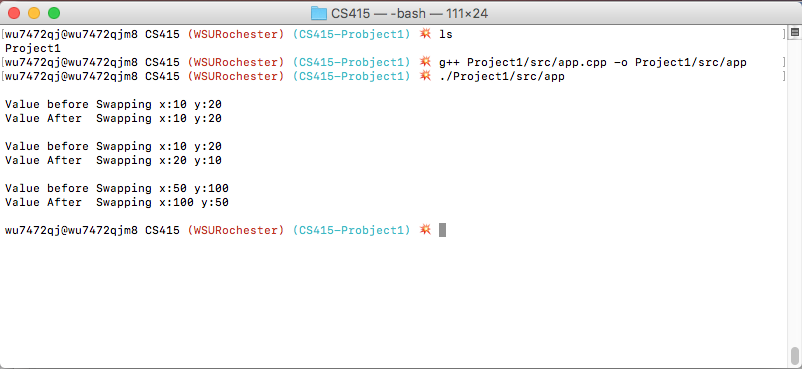 CS415 — -bash — 111×24
[wu7472qj@wu7472qjm8 CS415 (WSURochester) (CS415-Probject1) 💥 ls ]
Project1
[wu7472qj@wu7472qjm8 CS415 (WSURochester) (CS415-Probject1) 💥 g++ Project1/src/app.cpp -o Project1/src/app ]
[wu7472qj@wu7472qjm8 CS415 (WSURochester) (CS415-Probject1) 💥 ./Project1/src/app ]
Value before Swapping x:10 y:20
Value After  Swapping x:10 y:20
Value before Swapping x:10 y:20
Value After  Swapping x:20 y:10
Value before Swapping x:50 y:100
Value After  Swapping x:100 y:50
wu7472qj@wu7472qjm8 CS415 (WSURochester) (CS415-Probject1) 💥